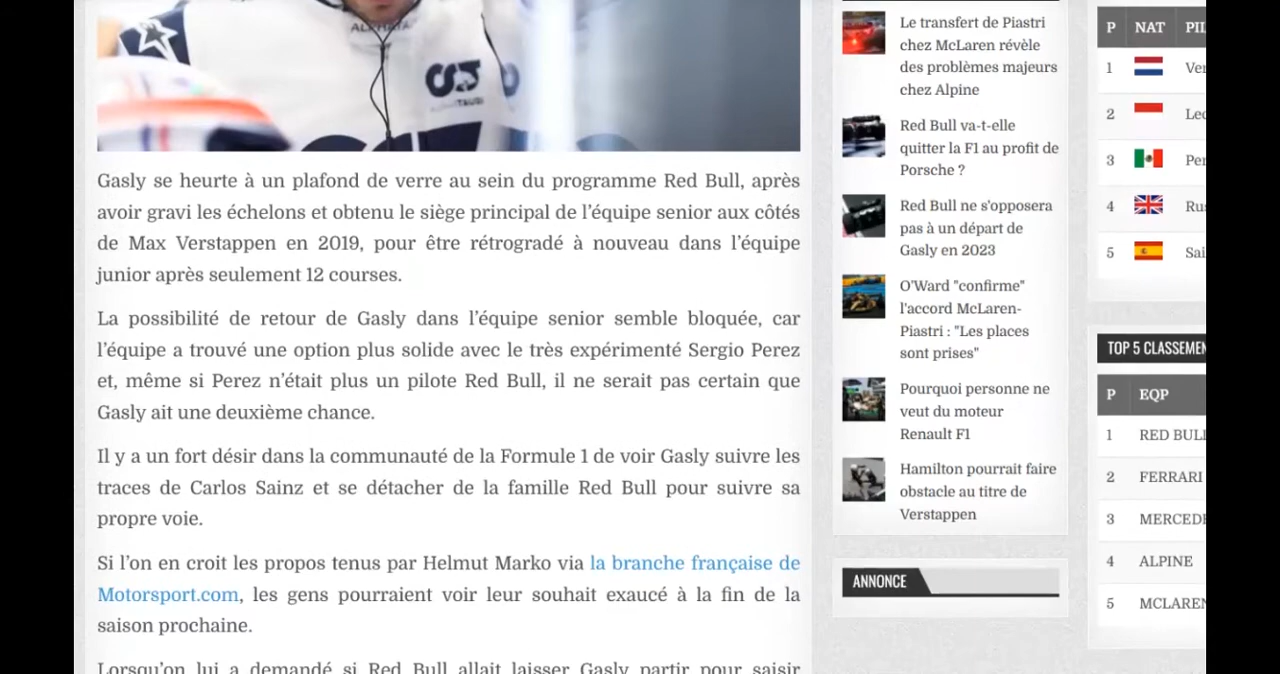 Gasly se heurte à un plafond de verre au sein du programme Red Bull, après
avoir gravi les échelons et obtenu le siège principal de l’équipe senior aux côtés
de Max Verstappen en 2019, pour être rétrogradé à nouveau dans l’équipe
junior après seulement 12 courses.
La possibilité de retour de Gasly dans l’équipe senior semble bloquée, car
l’équipe a trouvé une option plus solide avec le très expérimenté Sergio Perez
et, même si Perez n’était plus un pilote Red Bull, il ne serait pas certain que
Gasly ait une deuxième chance.
Il y a un fort désir dans la communauté de la Formule 1 de voir Gasly suivre les
traces de Carlos Sainz et se détacher de la famille Red Bull pour suivre sa
propre voie.
Si l’on en croit les propos tenus par Helmut Marko via la branche française de
Motorsport.com, les gens pourraient voir leur souhait exaucé à la fin de la
saison prochaine.
Lorsqu’on lui a demandé si Red Bull allait laisser Gasly partir pour saisir
Le transfert de Piastri
chez McLaren révèle
des problèmes majeurs
chez Alpine
Red Bull va-t-elle
quitter la F1 au profit de
Porsche ?
Red Bull ne s'opposera
pas à un départ de
Gasly en 2023
O'Ward "confirme"
l'accord McLaren-
Piastri : "Les places
sont prises"
Pourquoi personne ne
veut du moteur
Renault F1
Hamilton pourrait faire
obstacle au titre de
Verstappen
ANNONCE
P NAT PIL
1 Ver
2 Lec
3 Per
4 Rus
5 Sai
TOP 5 CLASSEMEN
P EQP
1 RED BULL
2 FERRARI
3 MERCED
4 ALPINE
5 MCLAREN